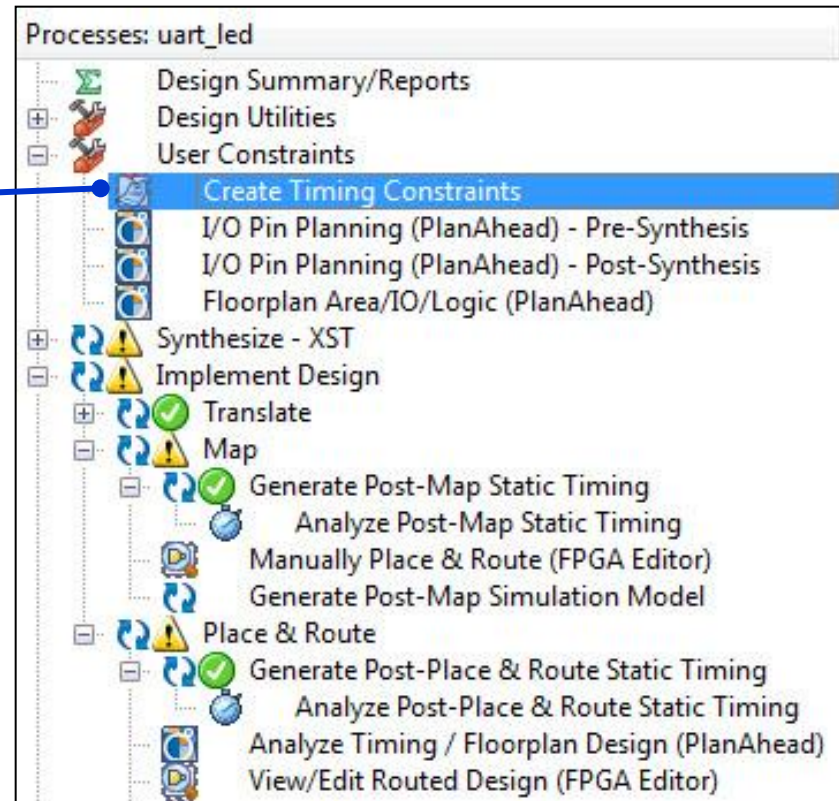 Processes: uart_led
Design Summary/Reports
Design Utilities
User Constraints
Create Timing Constraints
I/O Pin Planning (PlanAhead) - Pre-Synthesis
I/O Pin Planning (PlanAhead) - Post-Synthesis
Floorplan Area/IO/Logic (PlanAhead)
Synthesize - XST
Implement Design
Translate
Map
Generate Post-Map Static Timing
Analyze Post-Map Static Timing
Manually Place & Route (FPGA Editor)
Generate Post-Map Simulation Model
Place & Route
Generate Post-Place & Route Static Timing
Analyze Post-Place & Route Static Timing
Analyze Timing / Floorplan Design (PlanAhead)
View/Edit Routed Design (FPGA Editor)